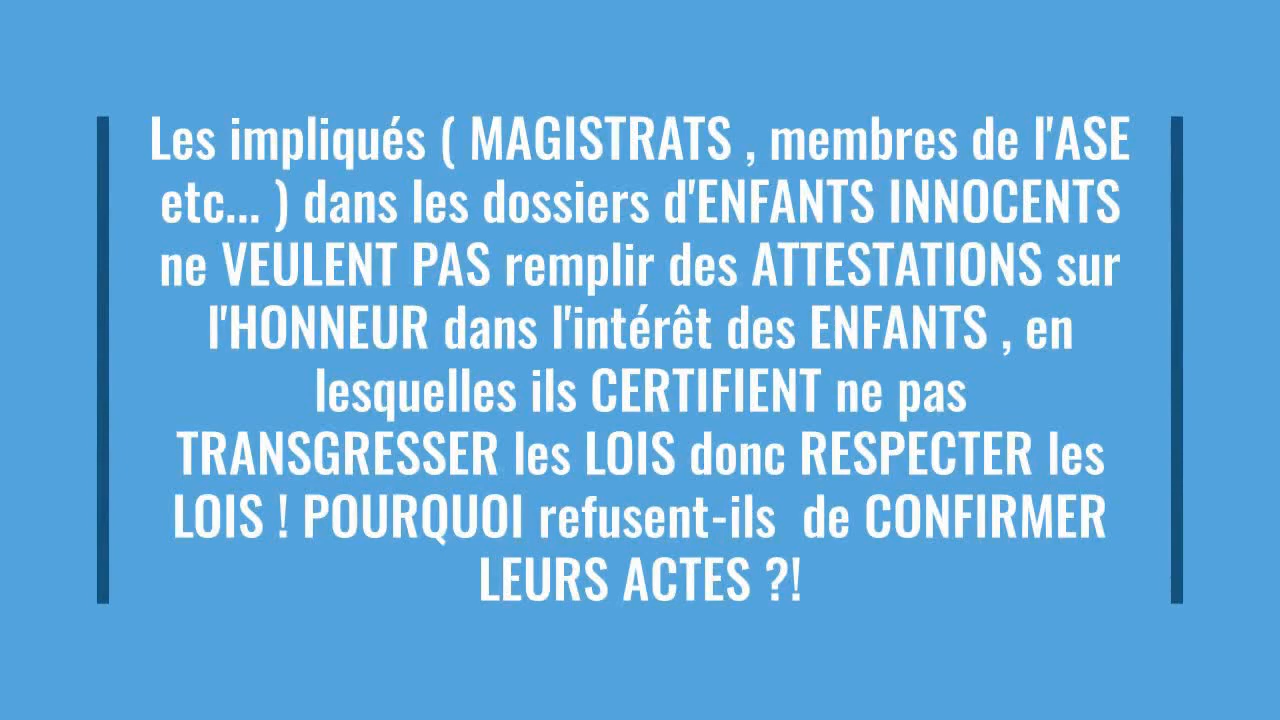 Les impliqués ( MAGISTRATS , membres de l'ASE
etc... ) dans les dossiers d'ENFANTS INNOCENTS
ne VEULENT PAS remplir des ATTESTATIONS sur
l'HONNEUR dans l'intérêt des ENFANTS , en
lesquelles ils CERTIFIENT ne pas
TRANSGRESSER les LOIS donc RESPECTER les
LOIS ! POURQUOI refusent-ils  de CONFIRMER
LEURS ACTES ?!